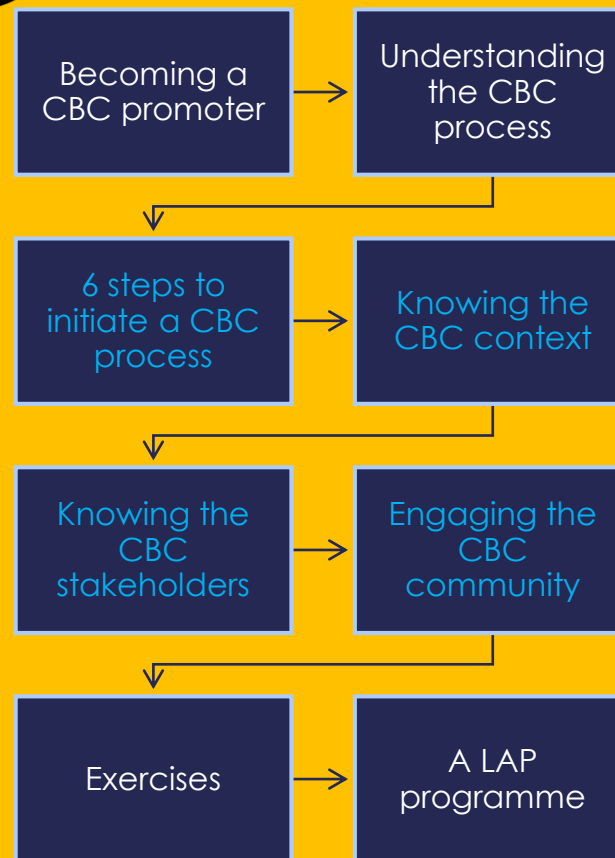 Becoming a
CBC promoter
Understanding
the CBC
process
6 steps to
initiate a CBC
process
Knowing the
CBC context
Knowing the
CBC
stakeholders
Engaging the
CBC
community
Exercises
A LAP
programme